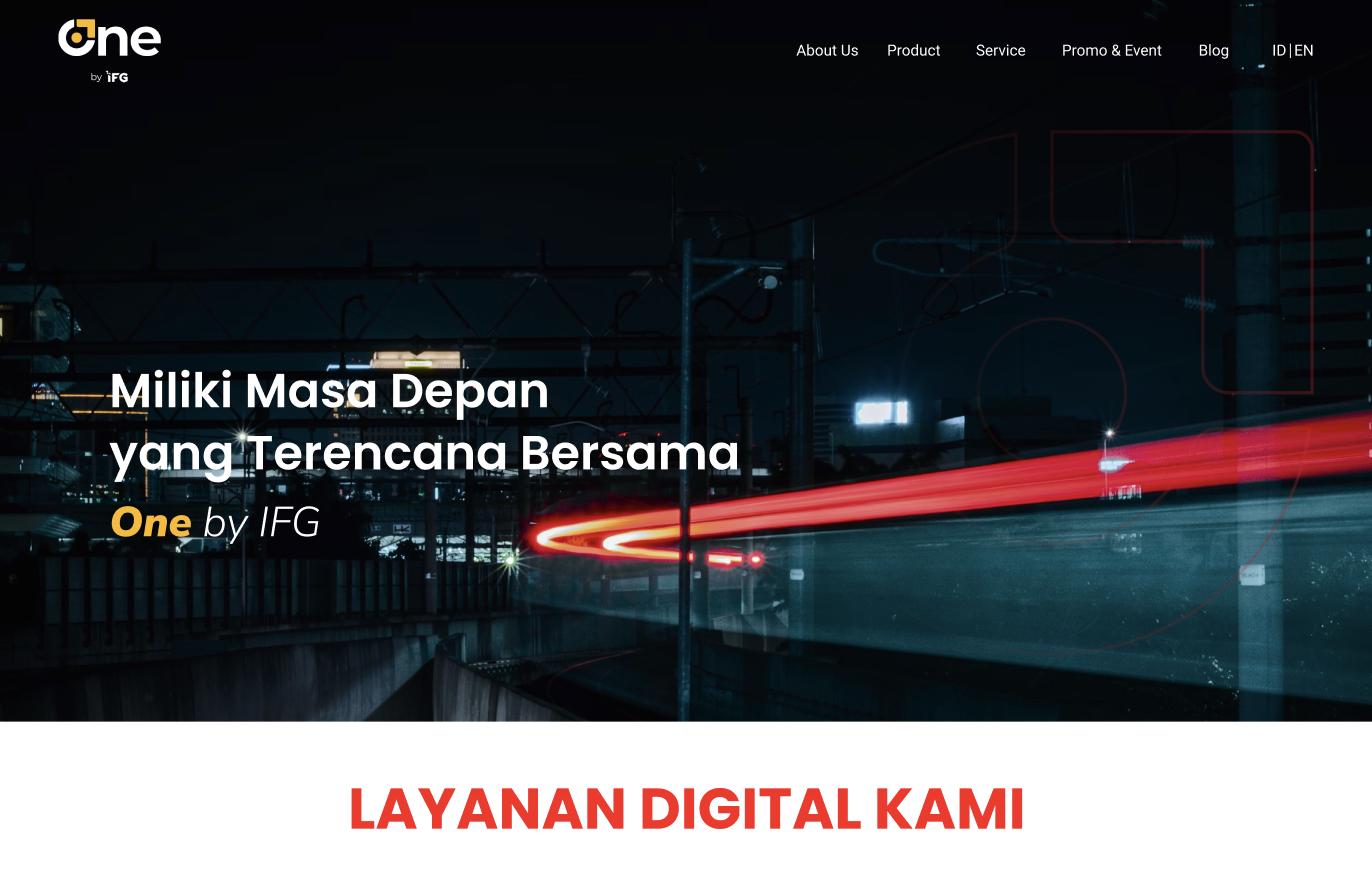 One
by IFG
About Us
Product
Service
Promo & Event
Blog
ID|EN
Miliki Masa Depan
yang Terencana Bersama
One by IFG
LAYANAN DIGITAL KAMI